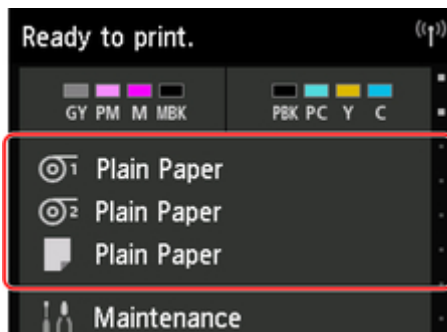 Ready to print.
GY PM M MBK PBK PC Y C
1 Plain Paper
2 Plain Paper
Plain Paper
Maintenance